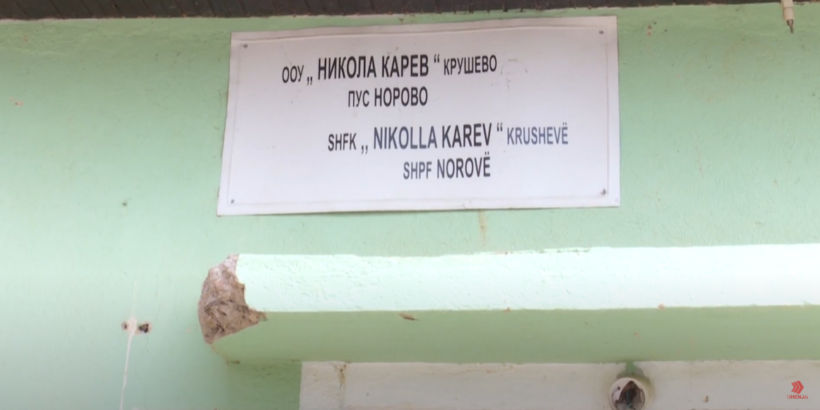 ООУ „ НИКОЛА КАРЕВ “ КРУШЕВО
ПУС НОРОВО
SHFK „ NIKOLLA KAREV “ KRUSHEVË
SHPF NOROVË